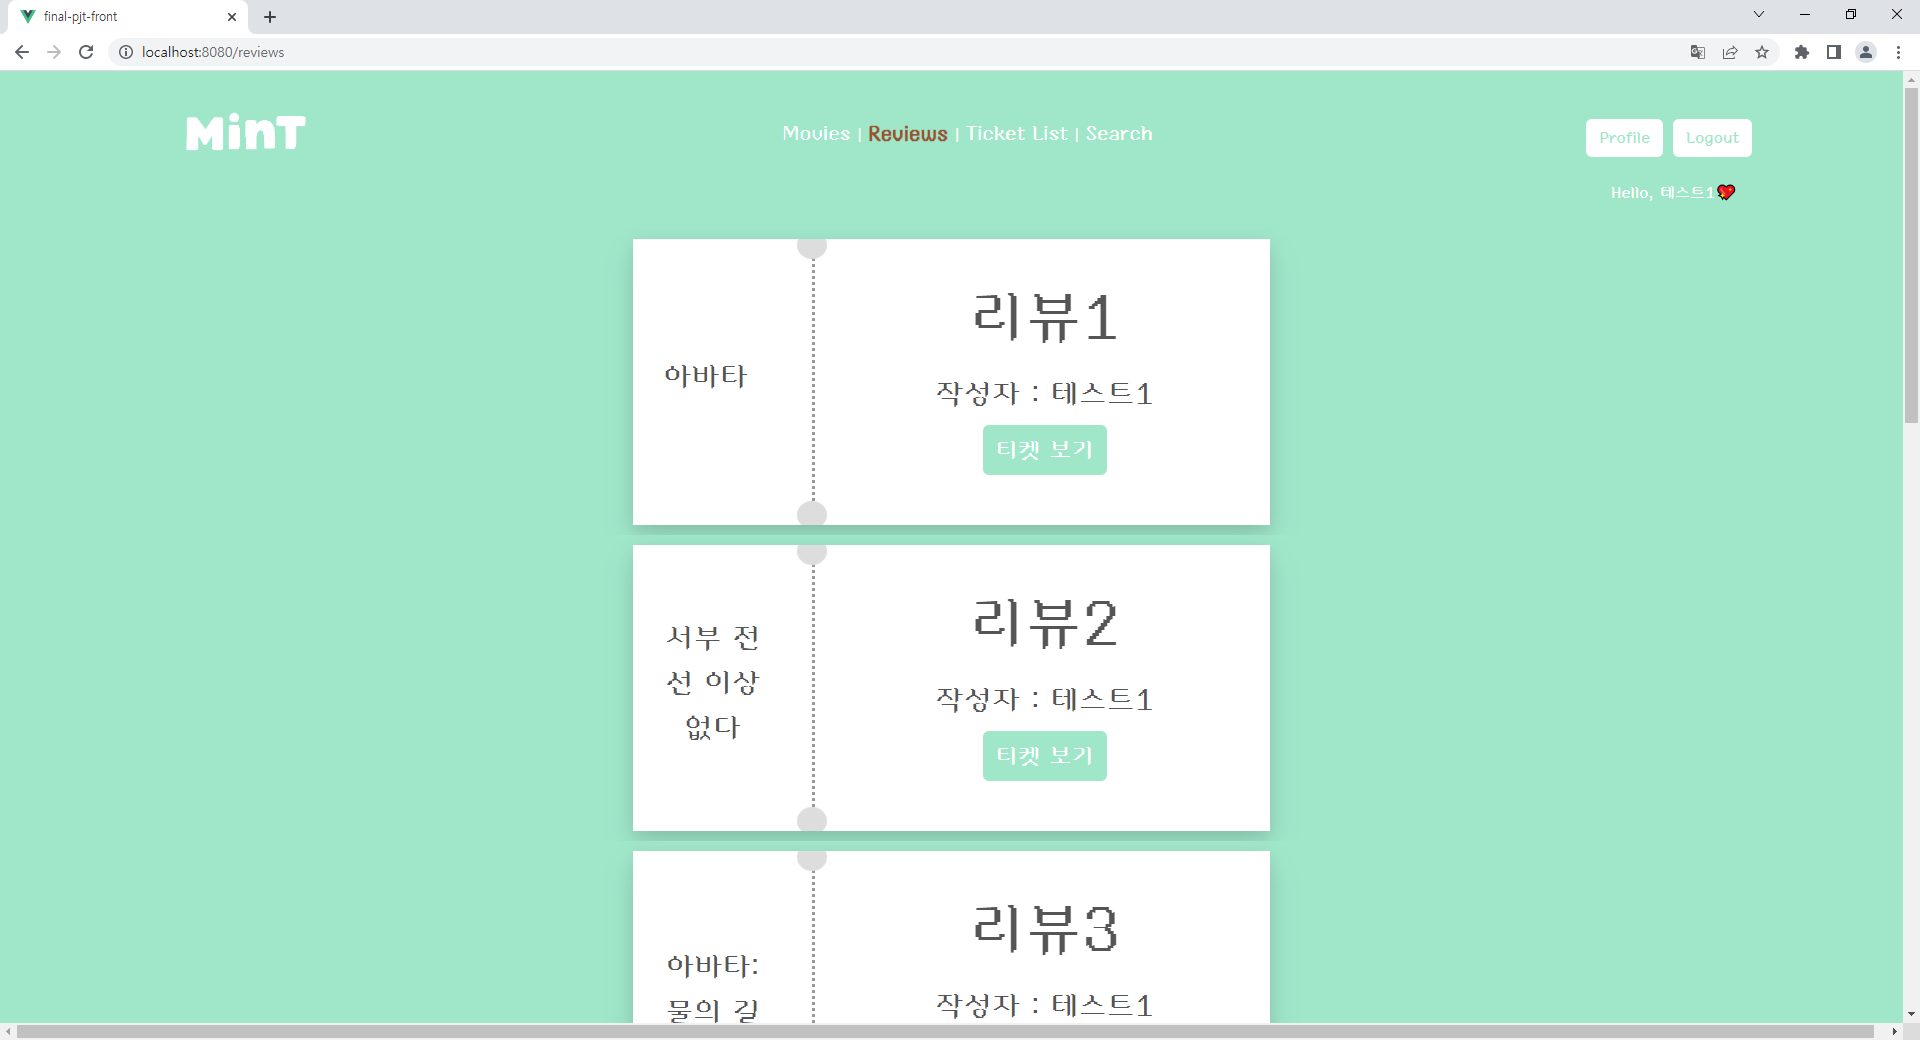 final-pjt-front
localhost:8080/reviews
MinT
Movies | Reviews | Ticket List | Search
Profile
Logout
Hello, 테스트1
아바타
리뷰1
작성자 : 테스트1
티켓 보기
서부 전
선 이상
없다
리뷰2
작성자 : 테스트1
티켓 보기
아바타:
물의 길
리뷰3
작성자 : 테스트1